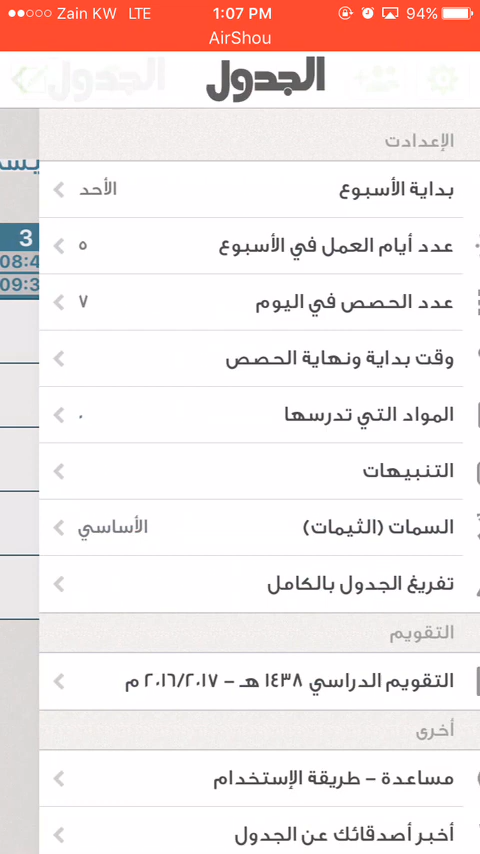 Zain KW LTE 1:07 PM 94%
AirShou
الجدول
الإعدادت
بداية الأسبوع الأحد
عدد أيام العمل في الأسبوع ٥
عدد الحصص في اليوم ٧
وقت بداية ونهاية الحصص
المواد التي تدرسها ٠
التنبيهات
السمات (الثيمات) الأساسي
تفريغ الجدول بالكامل
التقويم
التقويم الدراسي ١٤٣٨ هـ – ٢٠١٦/٢٠١٧ م
أخرى
مساعدة – طريقة الإستخدام
أخبر أصدقائك عن الجدول
3
08:4
09:3